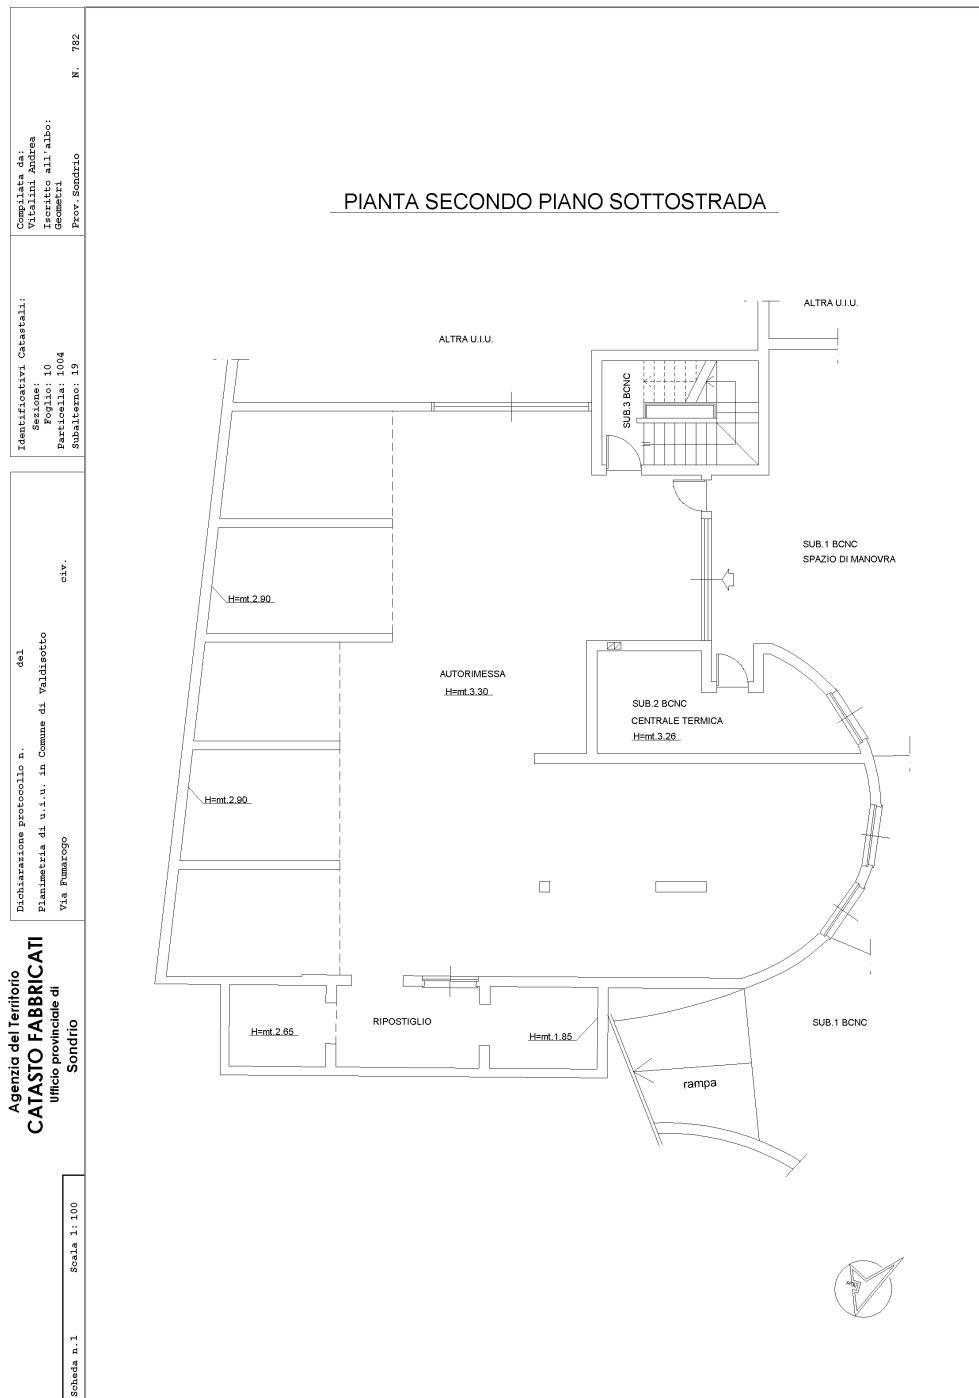 Compilata da:
Vitalini Andrea
Iscritto all'albo:
Geometri
Prov. Sondrio N. 782
Identificativi Catastali:
Sezione:
Foglio: 10
Particella: 1004
Subalterno: 19
Dichiarazione protocollo n. del
Planimetria di u.i.u. in Comune di Valdisotto
Via Fumarogo civ.
Agenzia del Territorio
CATASTO FABBRICATI
Ufficio provinciale di
Sondrio
Scheda n.1 Scala 1:100
PIANTA SECONDO PIANO SOTTOSTRADA
ALTRA U.I.U.
ALTRA U.I.U.
SUB.3 BCNC
SUB.1 BCNC
SPAZIO DI MANOVRA
H=mt.2.90
AUTORIMESSA
H=mt.3.30
SUB.2 BCNC
CENTRALE TERMICA
H=mt.3.26
H=mt.2.90
RIPOSTIGLIO
H=mt.2.65
H=mt.1.85
SUB.1 BCNC
rampa